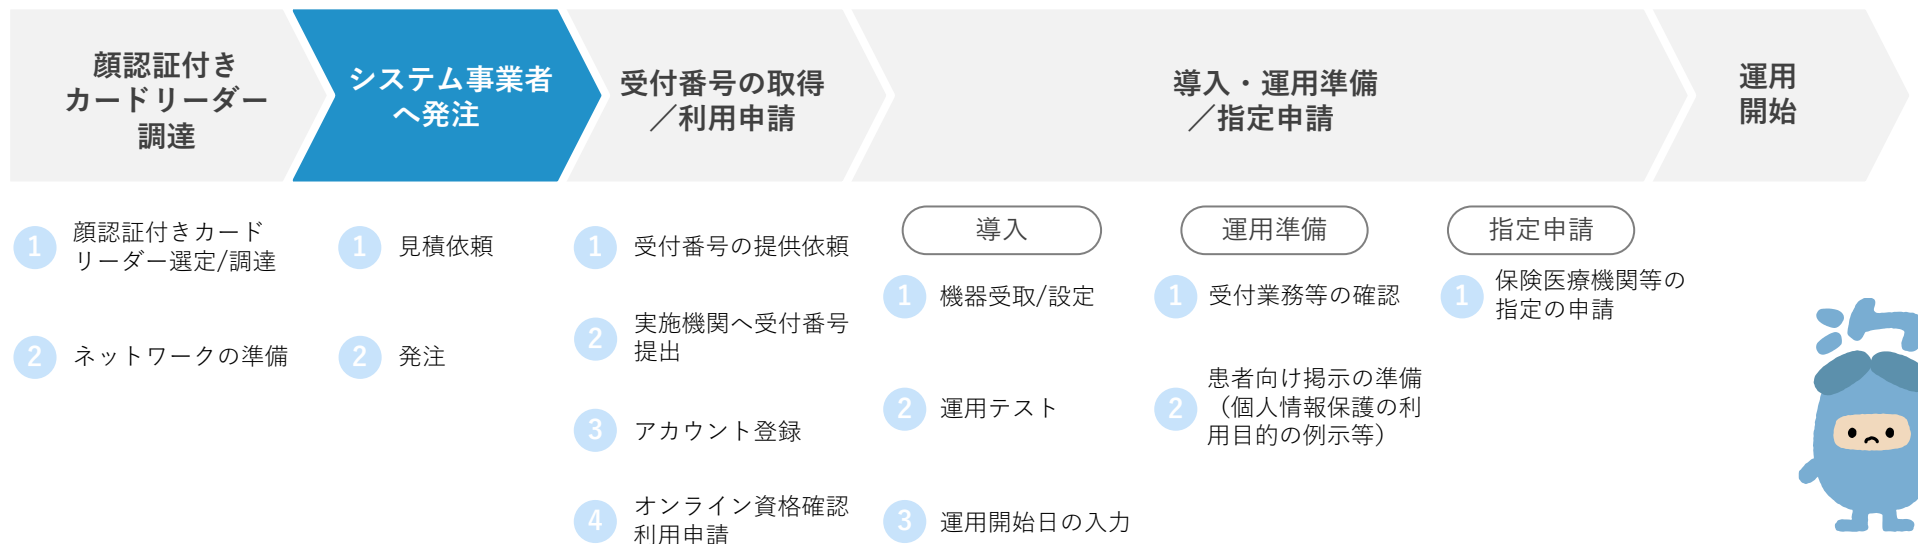 顔認証付き
カードリーダー
調達
システム事業者
へ発注
受付番号の取得
／利用申請
導入・運用準備
／指定申請
運用
開始
1 顔認証付きカード
リーダー選定/調達
2 ネットワークの準備
1 見積依頼
2 発注
1 受付番号の提供依頼
2 実施機関へ受付番号
提出
3 アカウント登録
4 オンライン資格確認
利用申請
導入
1 機器受取/設定
2 運用テスト
3 運用開始日の入力
運用準備
1 受付業務等の確認
2 患者向け掲示の準備
（個人情報保護の利
用目的の例示等）
指定申請
1 保険医療機関等の
指定の申請